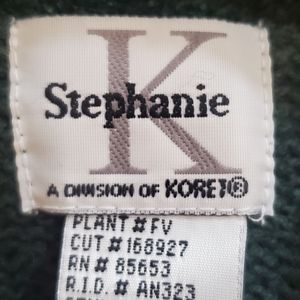 K
Stephanie
A DIVISION OF KORET®
PLANT # FV
CUT # 168927
RN # 85653
R.I.D. # AN323